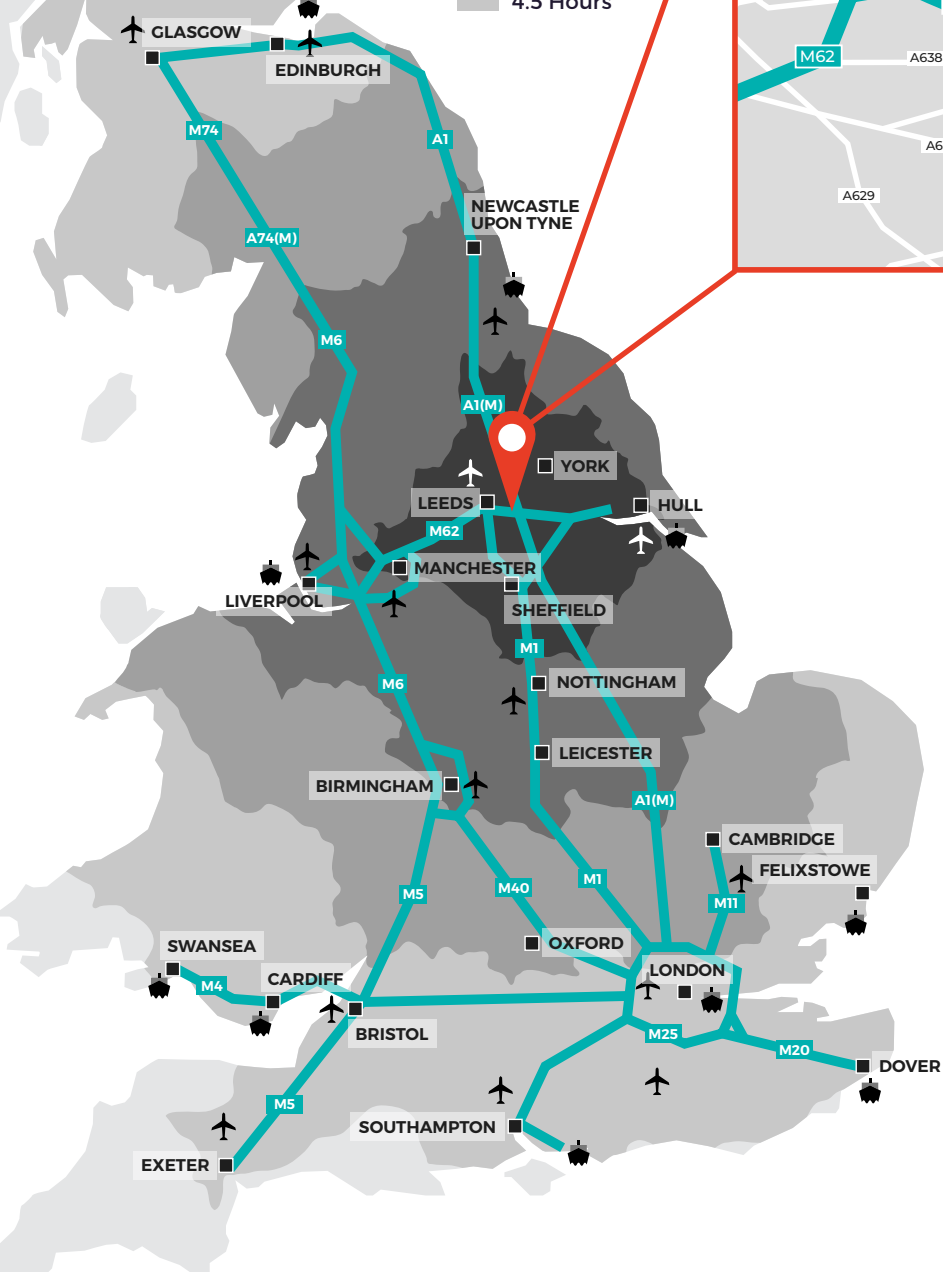 4.5 Hours
GLASGOW
EDINBURGH
M62
A638
M74
A1
A6
A629
NEWCASTLE
UPON TYNE
A74(M)
M6
A1(M)
YORK
LEEDS
HULL
M62
MANCHESTER
LIVERPOOL
SHEFFIELD
M1
M6
NOTTINGHAM
LEICESTER
BIRMINGHAM
A1(M)
CAMBRIDGE
FELIXSTOWE
M1
M40
M5
M11
OXFORD
SWANSEA
LONDON
CARDIFF
M4
BRISTOL
M25
M20
DOVER
M5
SOUTHAMPTON
EXETER